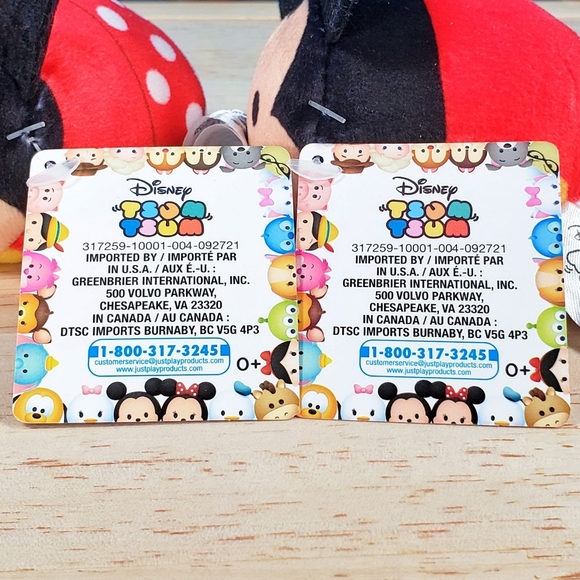 Disney
TSUM
TSUM
317259-10001-004-092721
IMPORTED BY / IMPORTÉ PAR
IN U.S.A. / AUX É.-U. :
GREENBRIER INTERNATIONAL, INC.
500 VOLVO PARKWAY,
CHESAPEAKE, VA 23320
IN CANADA / AU CANADA :
DTSC IMPORTS BURNABY, BC V5G 4P3
1-800-317-3245
customerservice@justplayproducts.com
www.justplayproducts.com
0+
Disney
TSUM
TSUM
317259-10001-004-092721
IMPORTED BY / IMPORTÉ PAR
IN U.S.A. / AUX É.-U. :
GREENBRIER INTERNATIONAL, INC.
500 VOLVO PARKWAY,
CHESAPEAKE, VA 23320
IN CANADA / AU CANADA :
DTSC IMPORTS BURNABY, BC V5G 4P3
1-800-317-3245
customerservice@justplayproducts.com
www.justplayproducts.com
0+